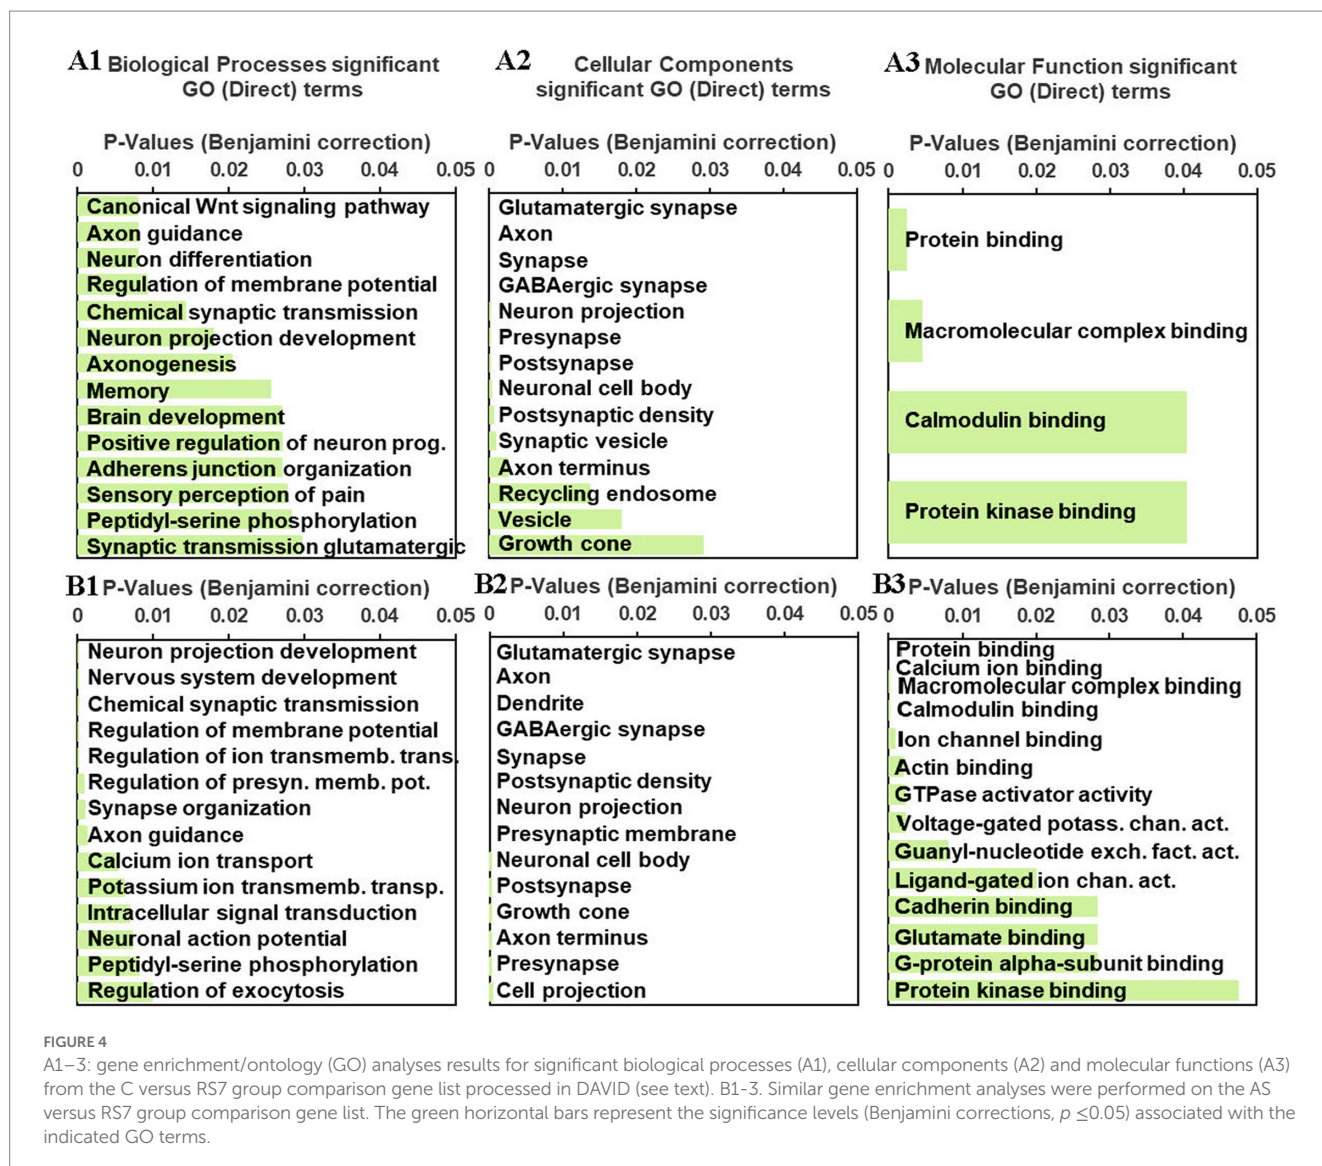 A1 Biological Processes significant
GO (Direct) terms
P-Values (Benjamini correction)
0 0.01 0.02 0.03 0.04 0.05
Canonical Wnt signaling pathway
Axon guidance
Neuron differentiation
Regulation of membrane potential
Chemical synaptic transmission
Neuron projection development
Axonogenesis
Memory
Brain development
Positive regulation of neuron prog.
Adherens junction organization
Sensory perception of pain
Peptidyl-serine phosphorylation
Synaptic transmission glutamatergic
A2 Cellular Components
significant GO (Direct) terms
P-Values (Benjamini correction)
0 0.01 0.02 0.03 0.04 0.05
Glutamatergic synapse
Axon
Synapse
GABAergic synapse
Neuron projection
Presynapse
Postsynapse
Neuronal cell body
Postsynaptic density
Synaptic vesicle
Axon terminus
Recycling endosome
Vesicle
Growth cone
A3 Molecular Function significant
GO (Direct) terms
P-Values (Benjamini correction)
0 0.01 0.02 0.03 0.04 0.05
Protein binding
Macromolecular complex binding
Calmodulin binding
Protein kinase binding
B1 P-Values (Benjamini correction)
0 0.01 0.02 0.03 0.04 0.05
Neuron projection development
Nervous system development
Chemical synaptic transmission
Regulation of membrane potential
Regulation of ion transmemb. trans.
Regulation of presyn. memb. pot.
Synapse organization
Axon guidance
Calcium ion transport
Potassium ion transmemb. transp.
Intracellular signal transduction
Neuronal action potential
Peptidyl-serine phosphorylation
Regulation of exocytosis
B2 P-Values (Benjamini correction)
0 0.01 0.02 0.03 0.04 0.05
Glutamatergic synapse
Axon
Dendrite
GABAergic synapse
Synapse
Postsynaptic density
Neuron projection
Presynaptic membrane
Neuronal cell body
Postsynapse
Growth cone
Axon terminus
Presynapse
Cell projection
B3 P-Values (Benjamini correction)
0 0.01 0.02 0.03 0.04 0.05
Protein binding
Calcium ion binding
Macromolecular complex binding
Calmodulin binding
Ion channel binding
Actin binding
GTPase activator activity
Voltage-gated potass. chan. act.
Guanyl-nucleotide exch. fact. act.
Ligand-gated ion chan. act.
Cadherin binding
Glutamate binding
G-protein alpha-subunit binding
Protein kinase binding
FIGURE 4
A1–3: gene enrichment/ontology (GO) analyses results for significant biological processes (A1), cellular components (A2) and molecular functions (A3)
from the C versus RS7 group comparison gene list processed in DAVID (see text). B1-3. Similar gene enrichment analyses were performed on the AS
versus RS7 group comparison gene list. The green horizontal bars represent the significance levels (Benjamini corrections, p ≤0.05) associated with the
indicated GO terms.